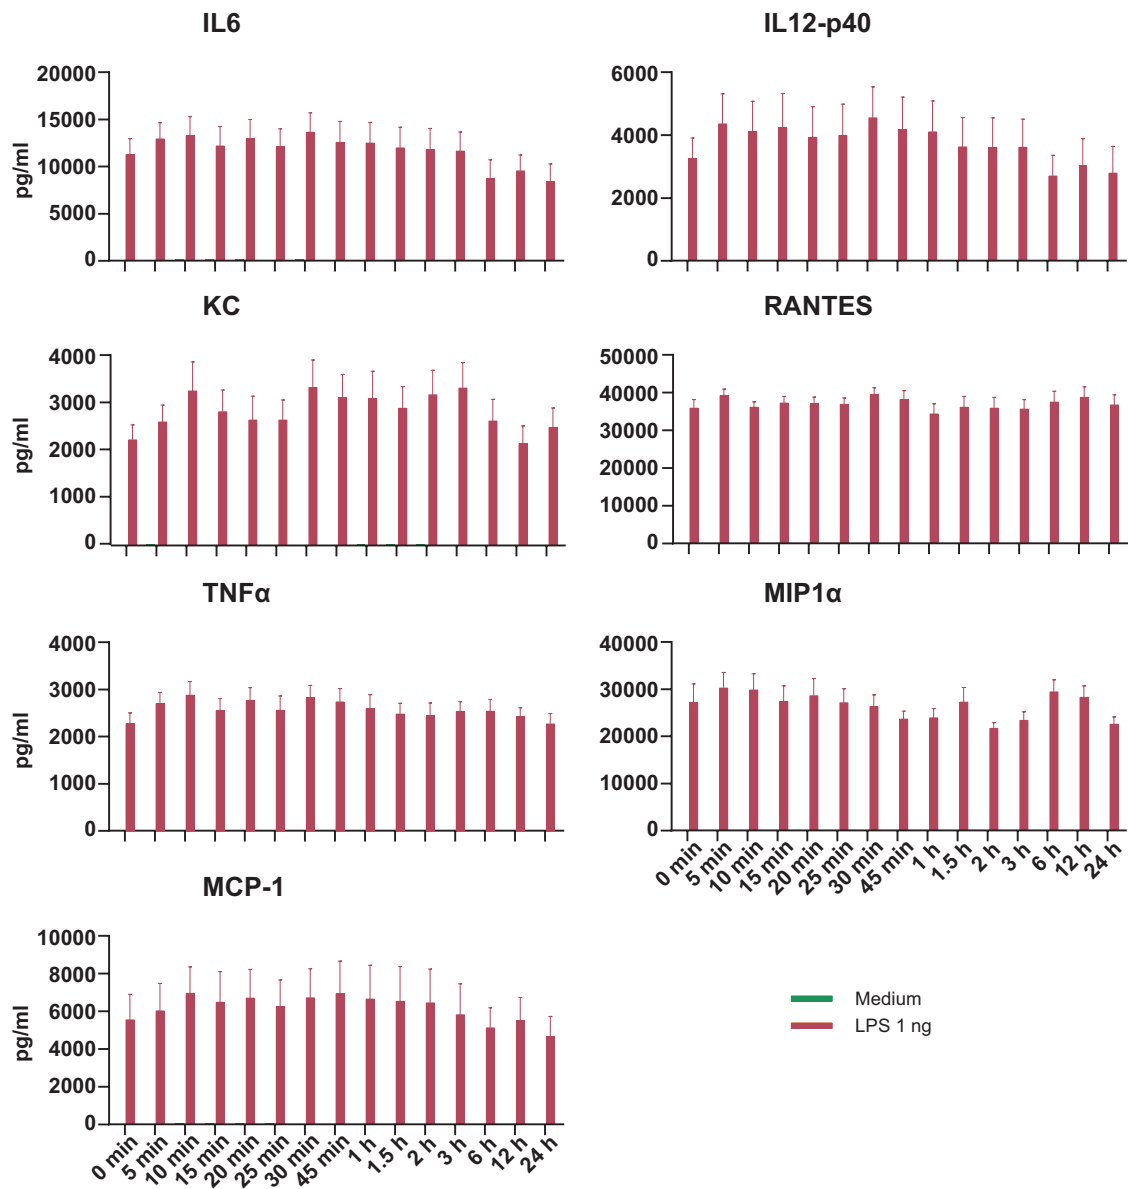 IL6
IL12-p40
pg/ml
20000
15000
10000
5000
0
6000
4000
2000
0
KC
RANTES
pg/ml
4000
3000
2000
1000
0
50000
40000
30000
20000
10000
0
TNFα
MIP1α
pg/ml
4000
3000
2000
1000
0
40000
30000
20000
10000
0
0 min
5 min
10 min
15 min
20 min
25 min
30 min
45 min
1 h
1.5 h
2 h
3 h
6 h
12 h
24 h
MCP-1
pg/ml
10000
8000
6000
4000
2000
0
0 min
5 min
10 min
15 min
20 min
25 min
30 min
45 min
1 h
1.5 h
2 h
3 h
6 h
12 h
24 h
Medium
LPS 1 ng